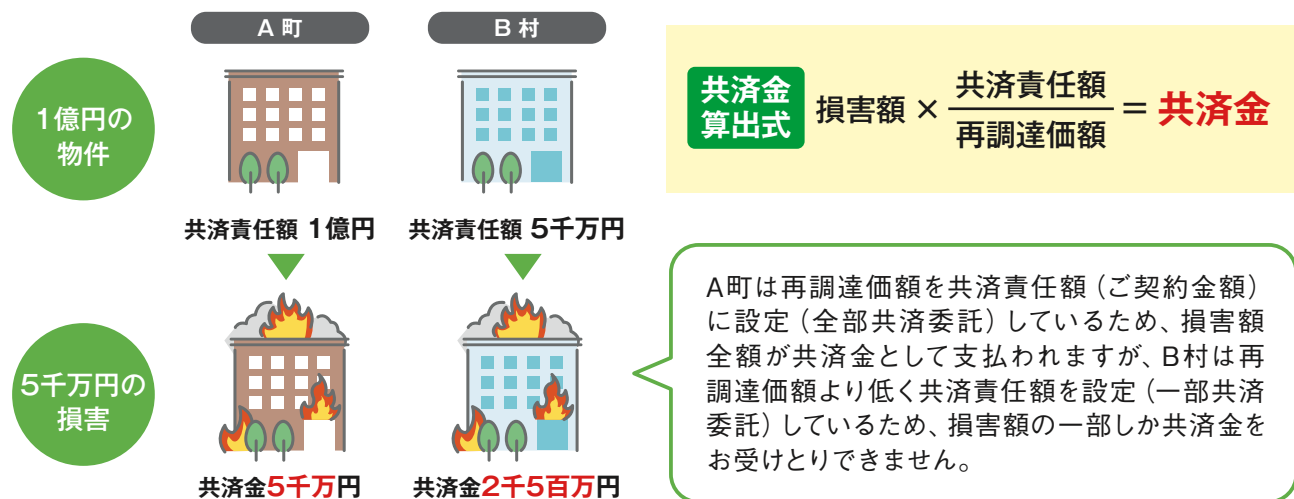 A町
B村
1億円の
物件
共済責任額 1億円
共済責任額 5千万円
共済金
算出式
損害額 × 共済責任額 / 再調達価額 = 共済金
5千万円の
損害
共済金5千万円
共済金2千5百万円
A町は再調達価額を共済責任額（ご契約金額）
に設定（全部共済委託）しているため、損害額
全額が共済金として支払われますが、B村は再
調達価額より低く共済責任額を設定（一部共済
委託）しているため、損害額の一部しか共済金を
お受けとりできません。